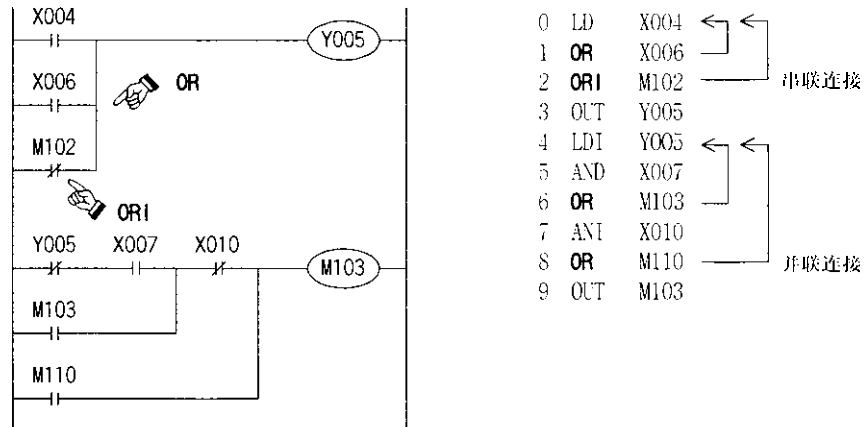 X004
Y005
X006
OR
M102
ORI
Y005 X007 X010
M103
M103
M110
0 LD X004
1 OR X006
2 ORI M102
串联连接
3 OUT Y005
4 LDI Y005
5 AND X007
6 OR M103
7 ANI X010
8 OR M110
并联连接
9 OUT M103